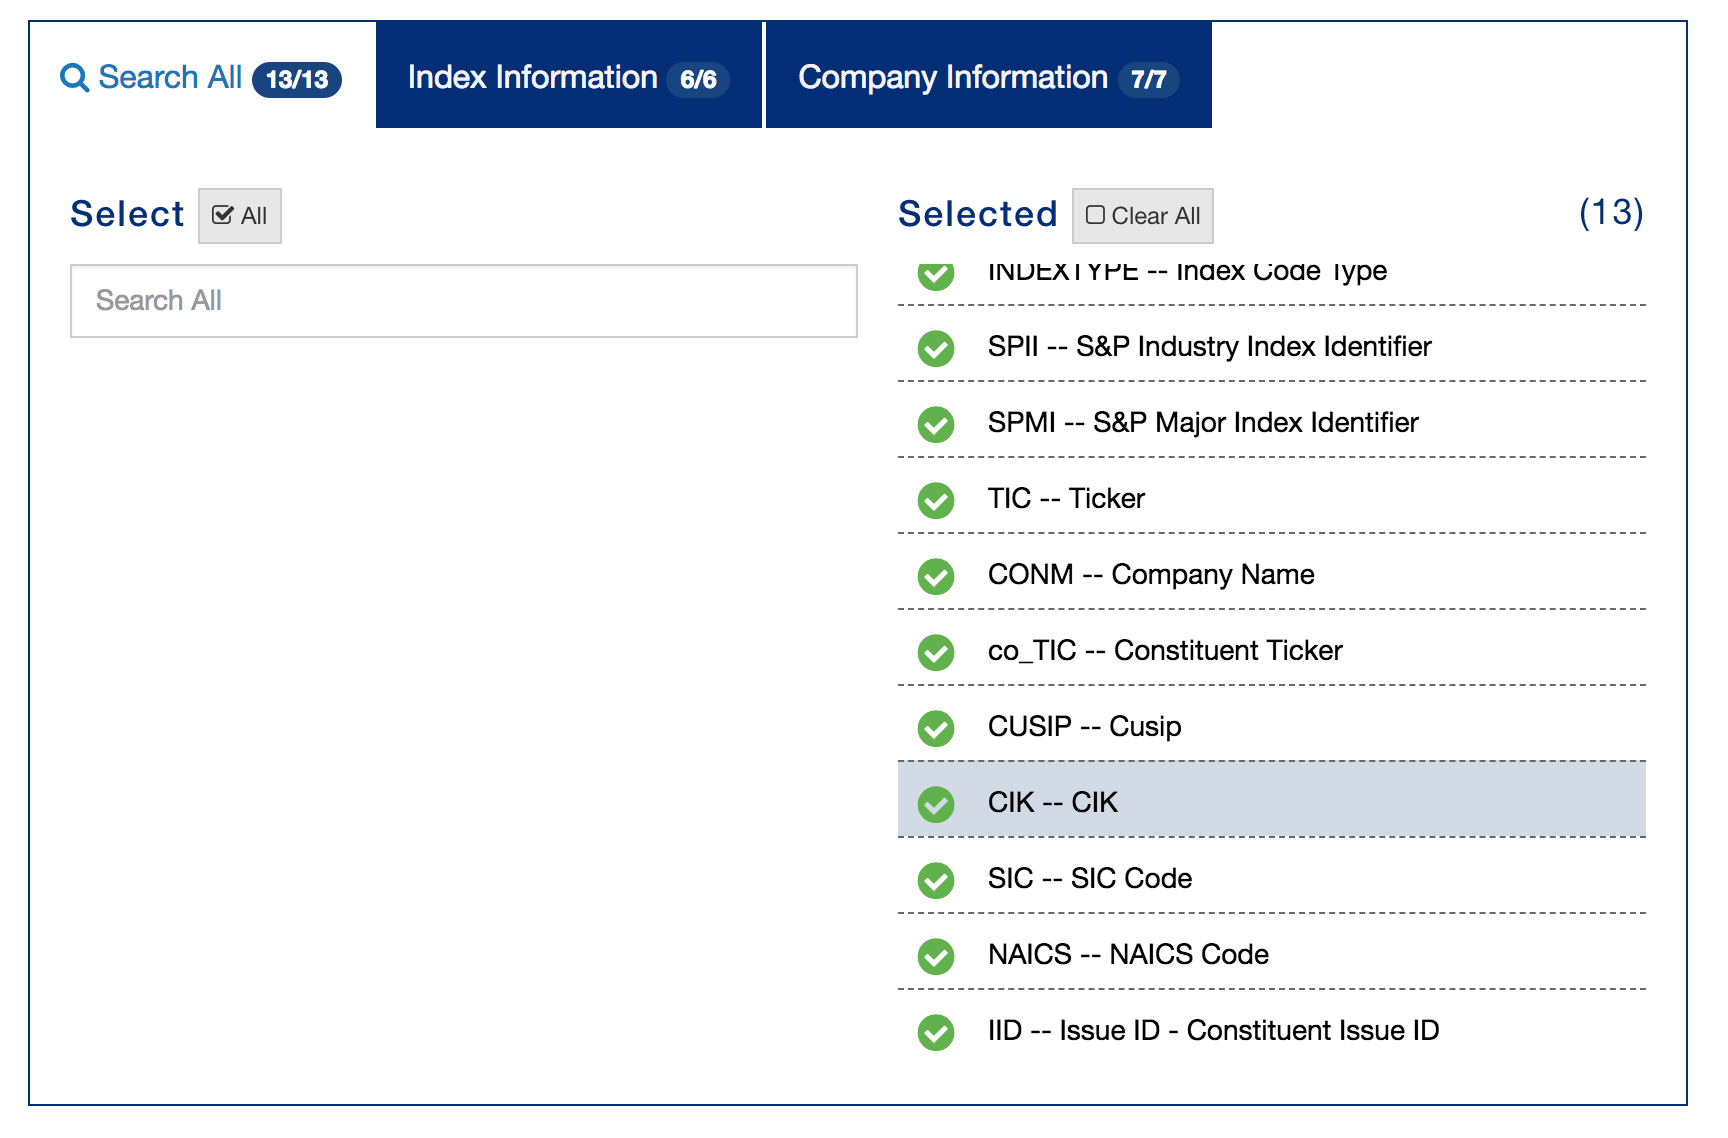 Search All 13/13
Index Information 6/6
Company Information 7/7
Select
All
Search All
Selected
Clear All
(13)
INDEXTYPE -- Index Code Type
SPII -- S&P Industry Index Identifier
SPMI -- S&P Major Index Identifier
TIC -- Ticker
CONM -- Company Name
co_TIC -- Constituent Ticker
CUSIP -- Cusip
CIK -- CIK
SIC -- SIC Code
NAICS -- NAICS Code
IID -- Issue ID - Constituent Issue ID